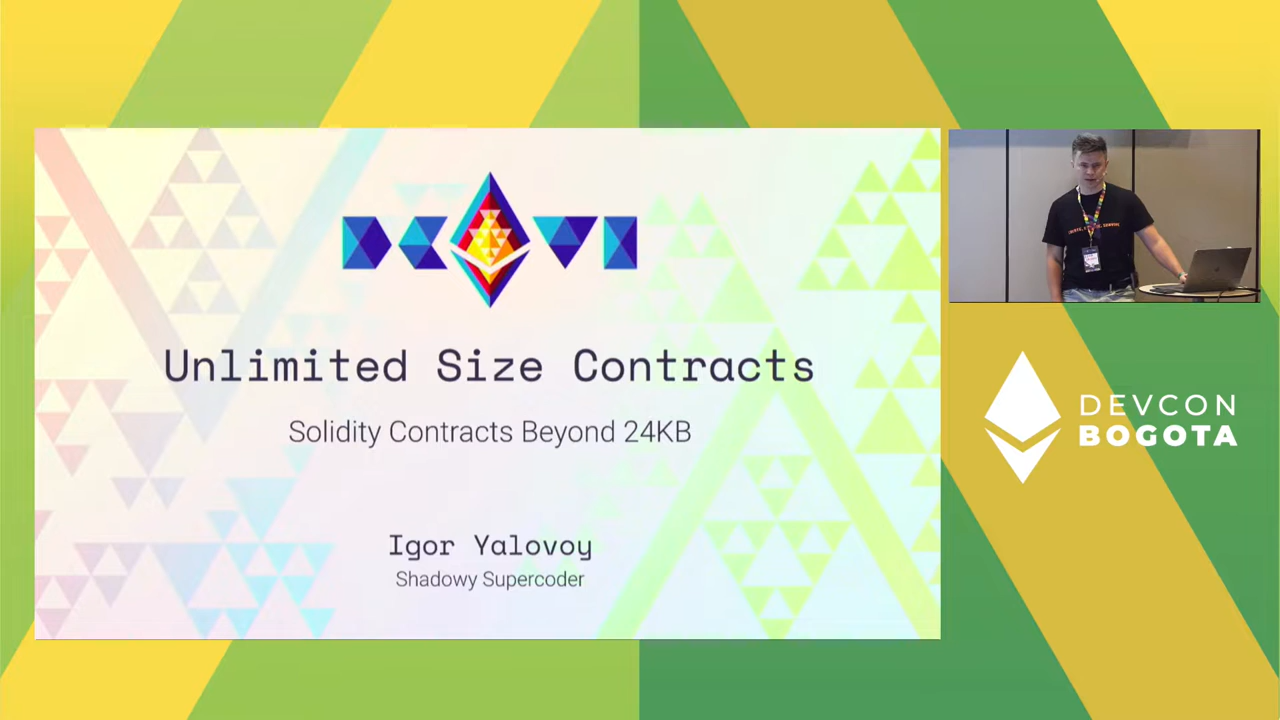 Unlimited Size Contracts
Solidity Contracts Beyond 24KB
Igor Yalovoy
Shadowy Supercoder
DEVCON
BOGOTA